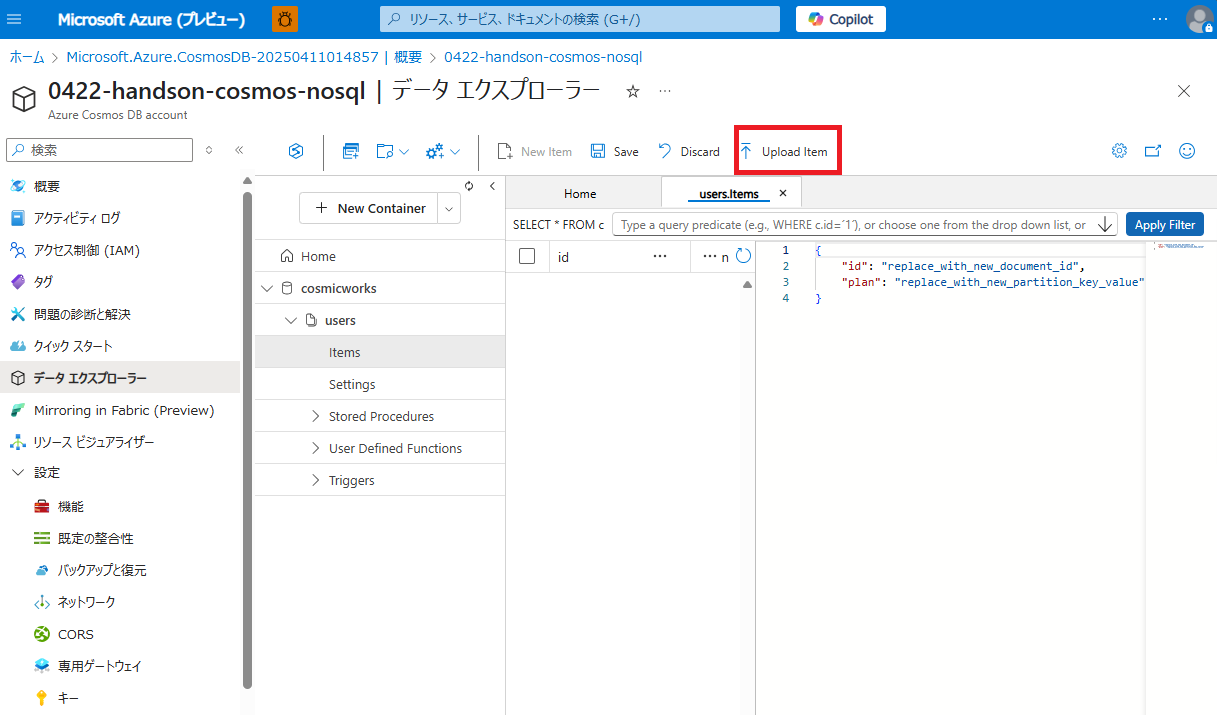 Microsoft Azure (プレビュー)
リソース、サービス、ドキュメントの検索 (G+/)
Copilot
ホーム > Microsoft.Azure.CosmosDB-20250411014857 | 概要 > 0422-handson-cosmos-nosql
0422-handson-cosmos-nosql | データ エクスプローラー
Azure Cosmos DB account
検索
New Item
Save
Discard
Upload Item
概要
アクティビティ ログ
アクセス制御 (IAM)
タグ
問題の診断と解決
クイック スタート
データ エクスプローラー
Mirroring in Fabric (Preview)
リソース ビジュアライザー
設定
機能
既定の整合性
バックアップと復元
ネットワーク
CORS
専用ゲートウェイ
キー
+ New Container
Home
cosmicworks
users
Items
Settings
Stored Procedures
User Defined Functions
Triggers
Home
users.Items
SELECT * FROM c
Type a query predicate (e.g., WHERE c.id=´1´), or choose one from the drop down list, or
Apply Filter
id
n
1 {
2 "id": "replace_with_new_document_id",
3 "plan": "replace_with_new_partition_key_value"
4 }